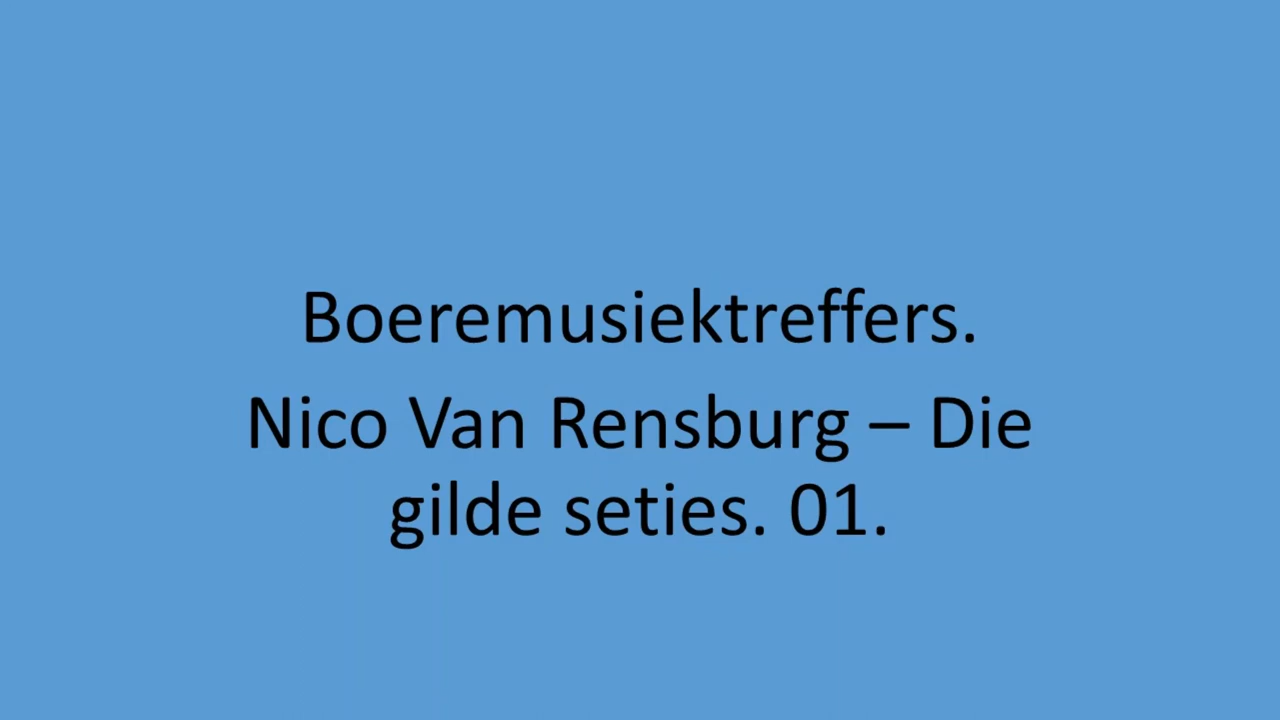 Boeremusiektreffers.
Nico Van Rensburg – Die
gilde seties. 01.